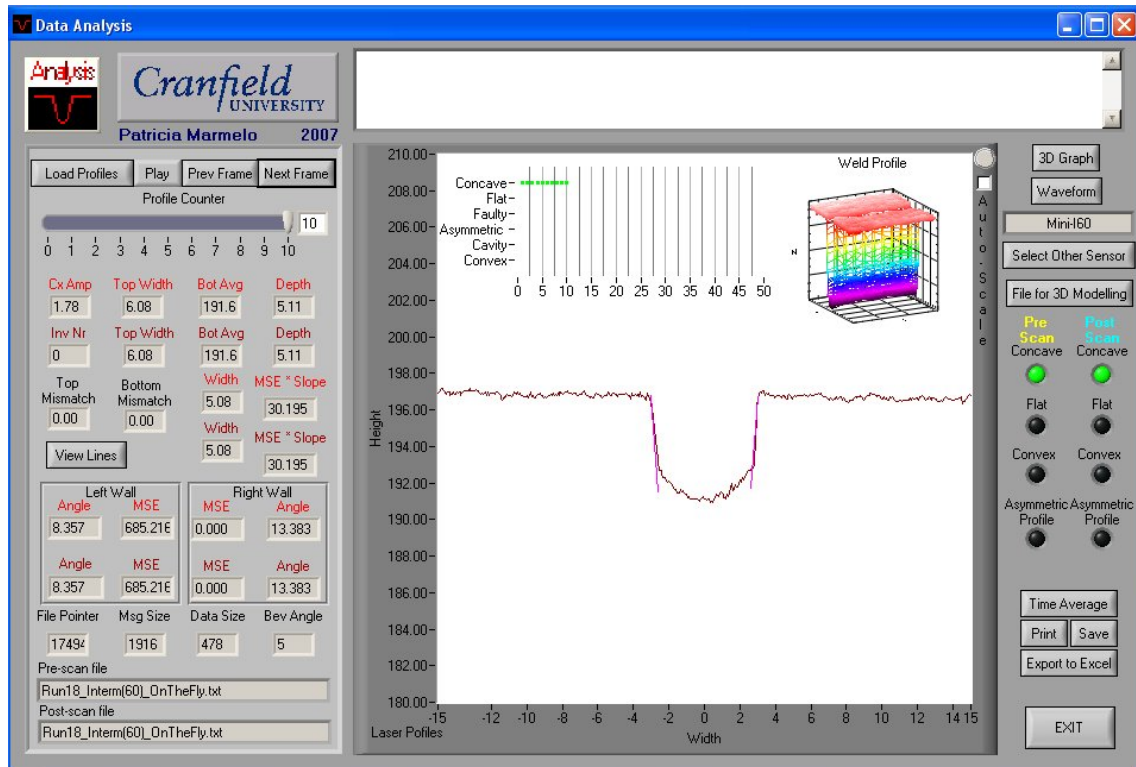 Data Analysis
Analysis
Cranfield
UNIVERSITY
Patricia Marmelo 2007
Load Profiles Play Prev Frame Next Frame
Profile Counter
10
0 1 2 3 4 5 6 7 8 9 10
Cx Amp Top Width Bot Avg Depth
1.78 6.08 191.6 5.11
Inv Nr Top Width Bot Avg Depth
0 6.08 191.6 5.11
Top Mismatch Bottom Mismatch Width MSE * Slope
0.00 0.00 5.08 30.195
Width MSE * Slope
5.08 30.195
View Lines
Left Wall Right Wall
Angle MSE MSE Angle
8.357 685.216 0.000 13.383
Angle MSE MSE Angle
8.357 685.216 0.000 13.383
File Pointer Msg Size Data Size Bev Angle
1916 478 5
Pre-scan file
Run18_Interm(60)_OnTheFly.txt
Post-scan file
Run18_Interm(60)_OnTheFly.txt
210.00
208.00
206.00
204.00
202.00
200.00
198.00
196.00
194.00
192.00
190.00
188.00
186.00
184.00
182.00
180.00
Height
-15 -12 -10 -8 -6 -4 -2 0 2 4 6 8 10 12 14 15
Laser Pofiles
Width
Concave
Flat
Faulty
Asymmetric
Cavity
Convex
0 5 10 15 20 25 30 35 40 45 50
Weld Profile
Z
Auto-Scale
3D Graph
Waveform
Mini-I60
Select Other Sensor
File for 3D Modelling
Pre Scan Post Scan
Concave Concave
Flat Flat
Convex Convex
Asymmetric Profile Asymmetric Profile
Time Average
Print Save
Export to Excel
EXIT